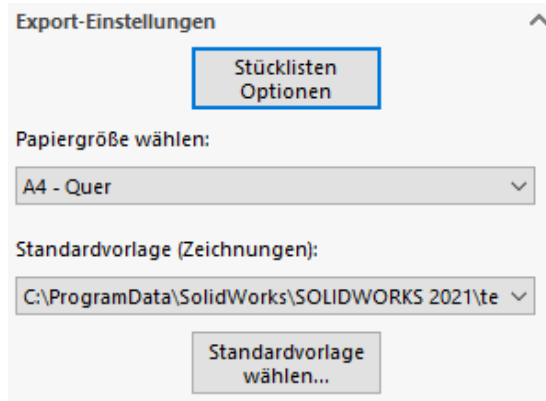 Export-Einstellungen
Stücklisten
Optionen
Papiergröße wählen:
A4 - Quer
Standardvorlage (Zeichnungen):
C:\ProgramData\SolidWorks\SOLIDWORKS 2021\te
Standardvorlage
wählen...